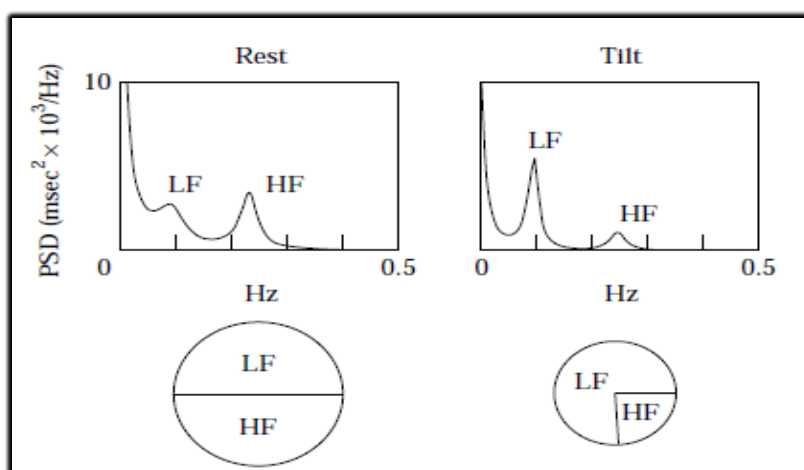 Rest
Tilt
PSD (msec² × 10³/Hz)
10
LF
HF
0
0.5
Hz
LF
HF
0
0.5
Hz
LF
HF
LF
HF